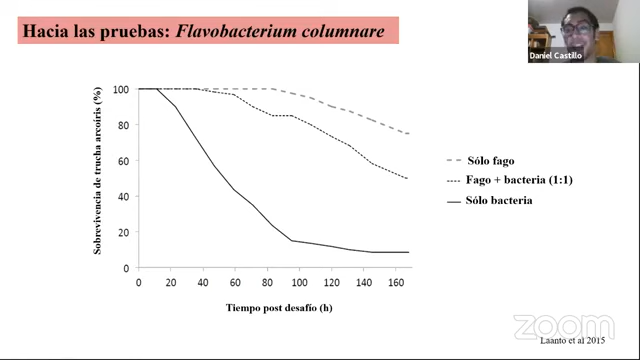 Hacia las pruebas: Flavobacterium columnare
Daniel Castillo
Sobrevivencia de trucha arcoiris (%)
100
80
60
40
20
0
0 20 40 60 80 100 120 140 160
Tiempo post desafío (h)
Sólo fago
Fago + bacteria (1:1)
Sólo bacteria
zoom
Laanto et al 2015